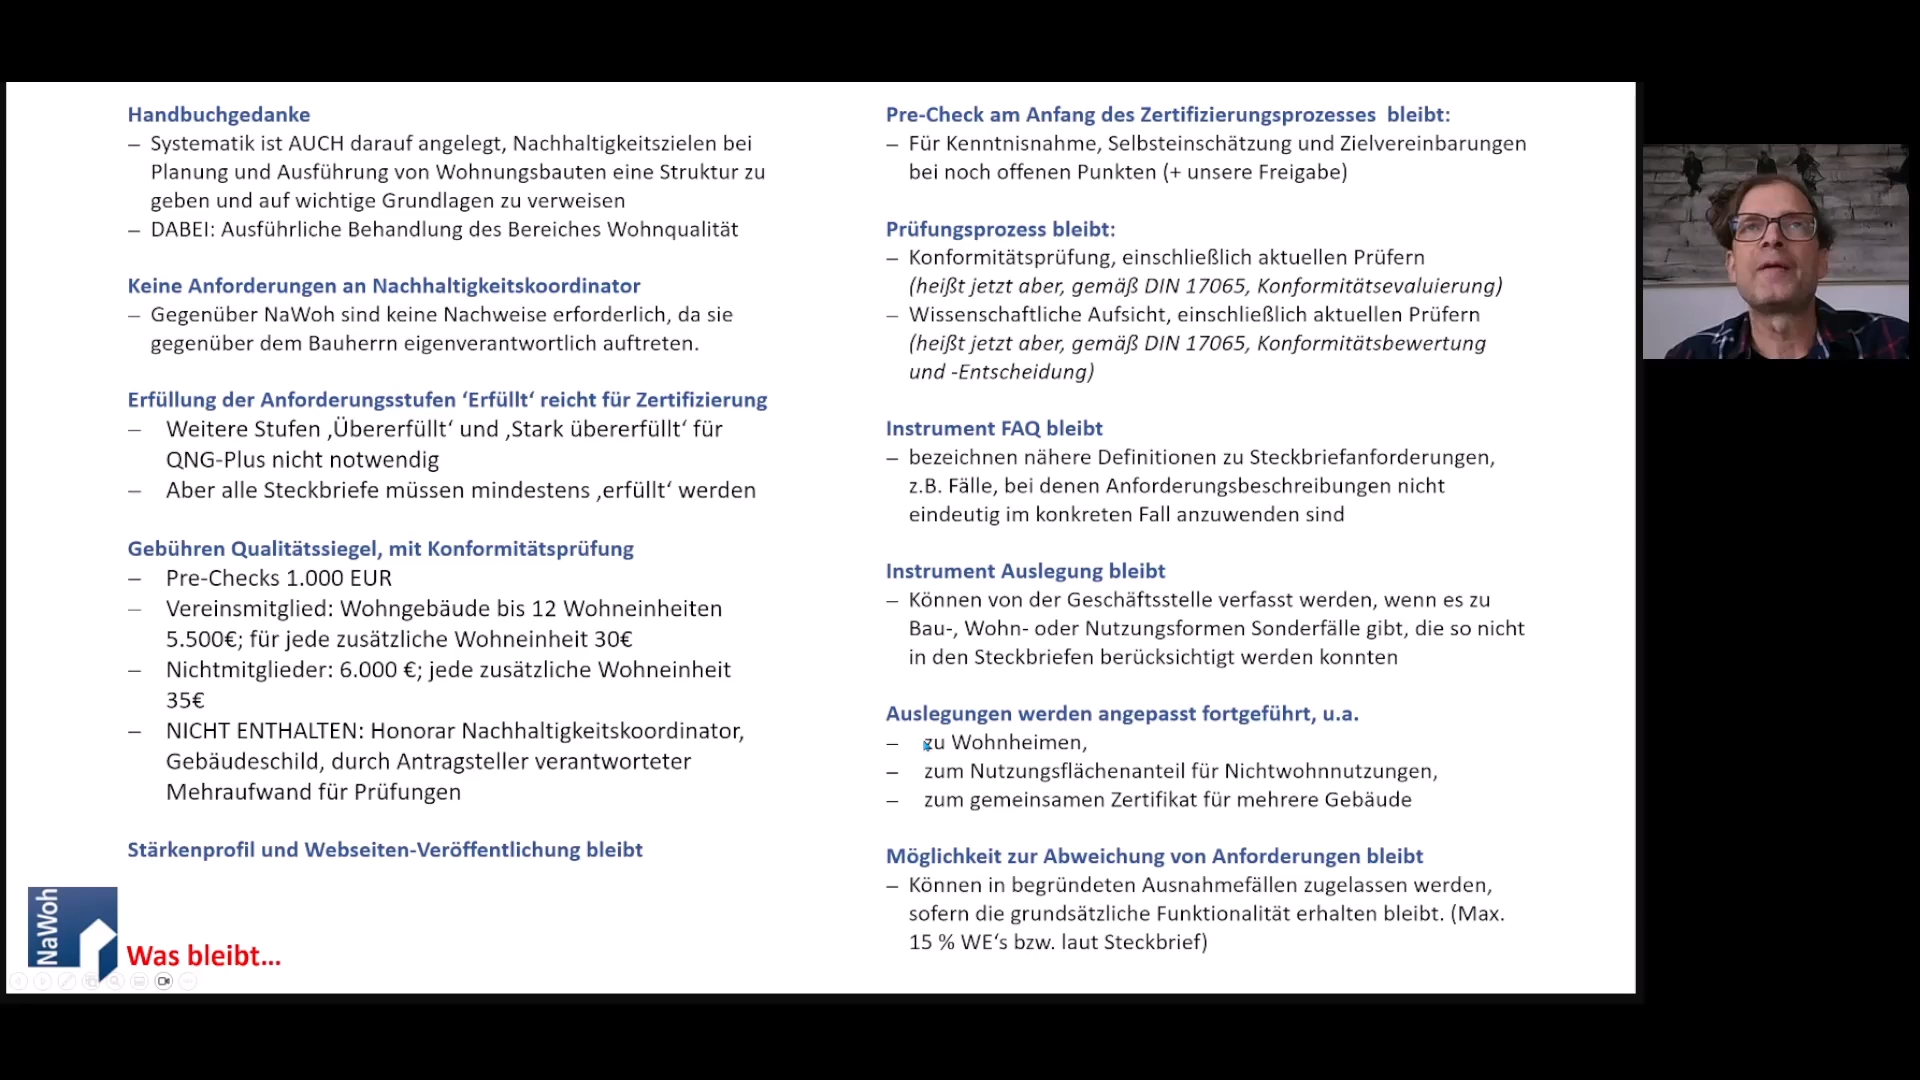 Handbuchgedanke
– Systematik ist AUCH darauf angelegt, Nachhaltigkeitszielen bei
Planung und Ausführung von Wohnungsbauten eine Struktur zu
geben und auf wichtige Grundlagen zu verweisen
– DABEI: Ausführliche Behandlung des Bereiches Wohnqualität
Keine Anforderungen an Nachhaltigkeitskoordinator
– Gegenüber NaWoh sind keine Nachweise erforderlich, da sie
gegenüber dem Bauherrn eigenverantwortlich auftreten.
Erfüllung der Anforderungsstufen ‘Erfüllt‘ reicht für Zertifizierung
– Weitere Stufen ‚Übererfüllt‘ und ‚Stark übererfüllt‘ für
QNG-Plus nicht notwendig
– Aber alle Steckbriefe müssen mindestens ‚erfüllt‘ werden
Gebühren Qualitätssiegel, mit Konformitätsprüfung
– Pre-Checks 1.000 EUR
– Vereinsmitglied: Wohngebäude bis 12 Wohneinheiten
5.500€; für jede zusätzliche Wohneinheit 30€
– Nichtmitglieder: 6.000 €; jede zusätzliche Wohneinheit
35€
– NICHT ENTHALTEN: Honorar Nachhaltigkeitskoordinator,
Gebäudeschild, durch Antragsteller verantworteter
Mehraufwand für Prüfungen
Stärkenprofil und Webseiten-Veröffentlichung bleibt
NaWoh
Was bleibt...
Pre-Check am Anfang des Zertifizierungsprozesses bleibt:
– Für Kenntnisnahme, Selbsteinschätzung und Zielvereinbarungen
bei noch offenen Punkten (+ unsere Freigabe)
Prüfungsprozess bleibt:
– Konformitätsprüfung, einschließlich aktuellen Prüfern
(heißt jetzt aber, gemäß DIN 17065, Konformitätsevaluierung)
– Wissenschaftliche Aufsicht, einschließlich aktuellen Prüfern
(heißt jetzt aber, gemäß DIN 17065, Konformitätsbewertung
und -Entscheidung)
Instrument FAQ bleibt
– bezeichnen nähere Definitionen zu Steckbriefanforderungen,
z.B. Fälle, bei denen Anforderungsbeschreibungen nicht
eindeutig im konkreten Fall anzuwenden sind
Instrument Auslegung bleibt
– Können von der Geschäftsstelle verfasst werden, wenn es zu
Bau-, Wohn- oder Nutzungsformen Sonderfälle gibt, die so nicht
in den Steckbriefen berücksichtigt werden konnten
Auslegungen werden angepasst fortgeführt, u.a.
– zu Wohnheimen,
– zum Nutzungsflächenanteil für Nichtwohnnutzungen,
– zum gemeinsamen Zertifikat für mehrere Gebäude
Möglichkeit zur Abweichung von Anforderungen bleibt
– Können in begründeten Ausnahmefällen zugelassen werden,
sofern die grundsätzliche Funktionalität erhalten bleibt. (Max.
15 % WE‘s bzw. laut Steckbrief)